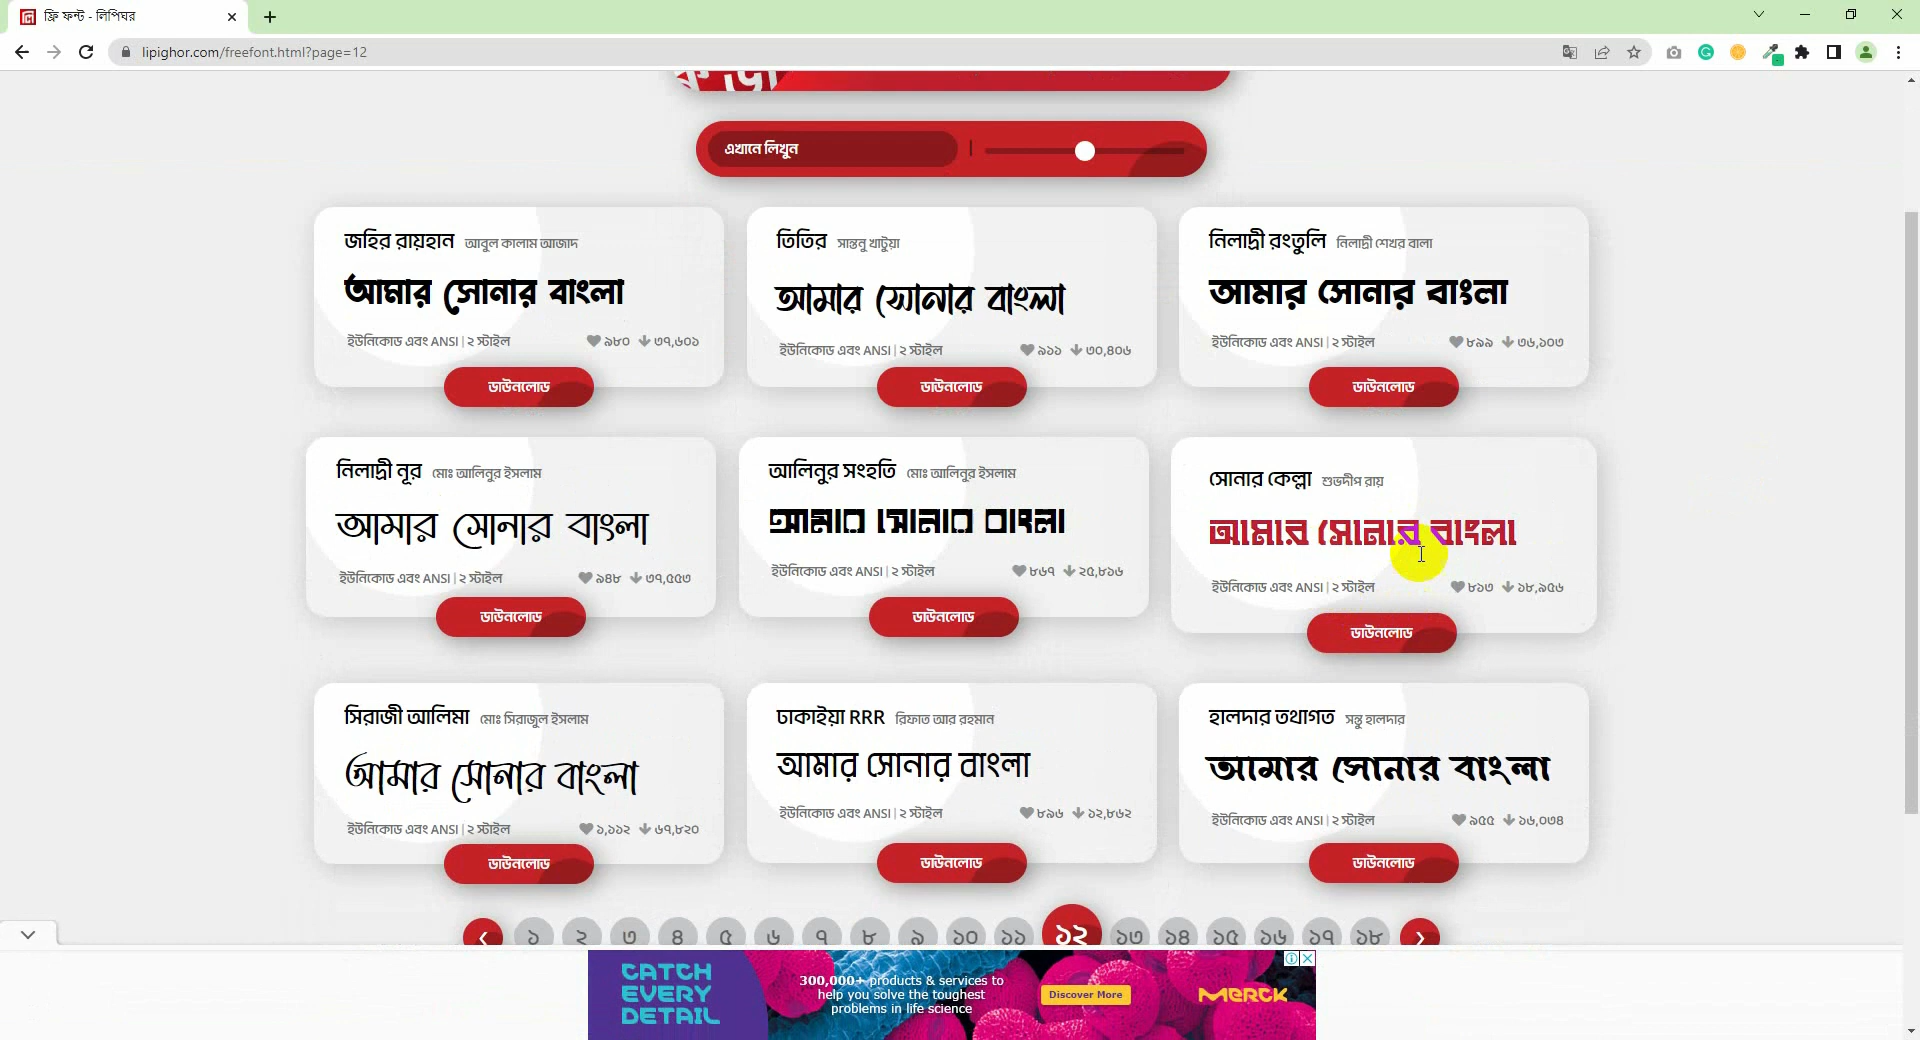 ফ্রি ফন্ট - লিপিঘর
lipighor.com/freefont.html?page=12
এখানে লিখুন
জহির রায়হান আবুল কালাম আজাদ
আমার সোনার বাংলা
ইউনিকোড এবং ANSI | ২ স্টাইল ৯৮০ ৩৭,৬০১
ডাউনলোড
তিতির সান্তনু খাটুয়া
আমার সোনার বাংলা
ইউনিকোড এবং ANSI | ২ স্টাইল ৯১১ ৩০,৪০৬
ডাউনলোড
নিলাদ্রী রংতুলি নিলাদ্রী শেখর বালা
আমার সোনার বাংলা
ইউনিকোড এবং ANSI | ২ স্টাইল ৮৯৯ ৩৬,১০৩
ডাউনলোড
নিলাদ্রী নূর মোঃ আলিনুর ইসলাম
আমার সোনার বাংলা
ইউনিকোড এবং ANSI | ২ স্টাইল ৯৪৮ ৩৭,৫৫৩
ডাউনলোড
আলিনুর সংহতি মোঃ আলিনুর ইসলাম
আমার সোনার বাংলা
ইউনিকোড এবং ANSI | ২ স্টাইল ৮৬৭ ২৫,৮১৬
ডাউনলোড
সোনার কেল্লা শুভদীপ রায়
আমার সোনার বাংলা
ইউনিকোড এবং ANSI | ২ স্টাইল ৮১৩ ১৮,৯৫৬
ডাউনলোড
সিরাজী আলিমা মোঃ সিরাজুল ইসলাম
আমার সোনার বাংলা
ইউনিকোড এবং ANSI | ২ স্টাইল ১,১১২ ৬৭,৮২০
ডাউনলোড
ঢাকাইয়া RRR রিফাত আর রহমান
আমার সোনার বাংলা
ইউনিকোড এবং ANSI | ২ স্টাইল ৮৯৬ ১২,৮৬২
ডাউনলোড
হালদার তথাগত সন্তু হালদার
আমার সোনার বাংলা
ইউনিকোড এবং ANSI | ২ স্টাইল ৯৫৫ ১৬,০৩৪
ডাউনলোড
১ ২ ৩ ৪ ৫ ৬ ৭ ৮ ৯ ১০ ১১ ১২ ১৩ ১৪ ১৫ ১৬ ১৭ ১৮
CATCH
EVERY
DETAIL
300,000+ products & services to
help you solve the toughest
problems in life science
Discover More
MERCK